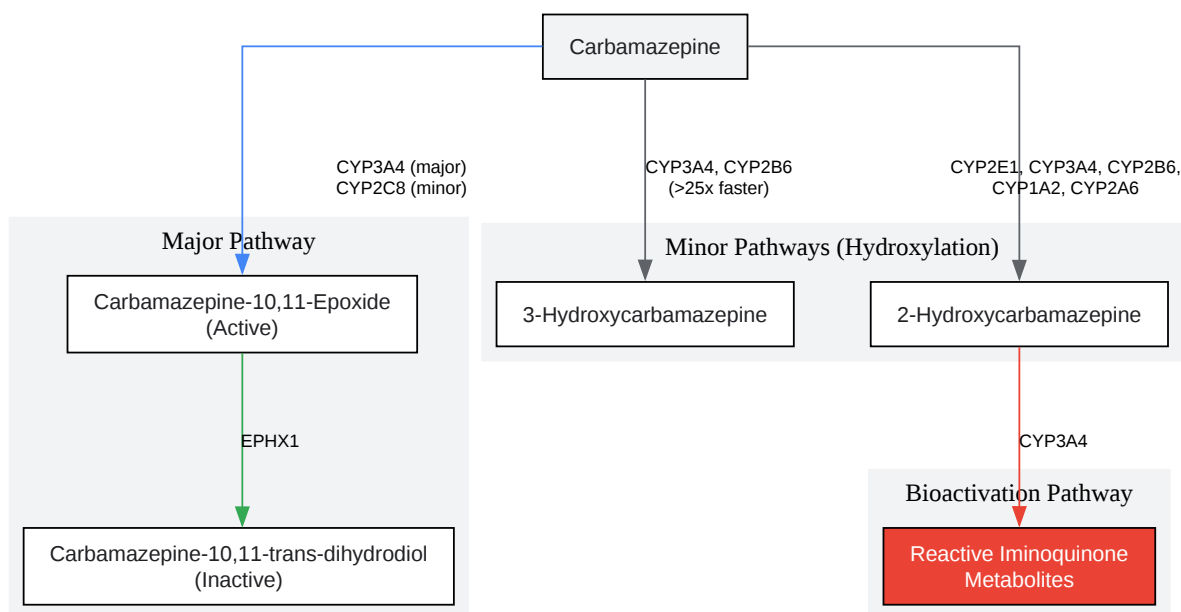 Carbamazepine
CYP3A4 (major)
CYP2C8 (minor)
CYP3A4, CYP2B6
(>25x faster)
CYP2E1, CYP3A4, CYP2B6,
CYP1A2, CYP2A6
Major Pathway
Minor Pathways (Hydroxylation)
Carbamazepine-10,11-Epoxide
(Active)
3-Hydroxycarbamazepine
2-Hydroxycarbamazepine
EPHX1
CYP3A4
Bioactivation Pathway
Carbamazepine-10,11-trans-dihydrodiol
(Inactive)
Reactive Iminoquinone
Metabolites